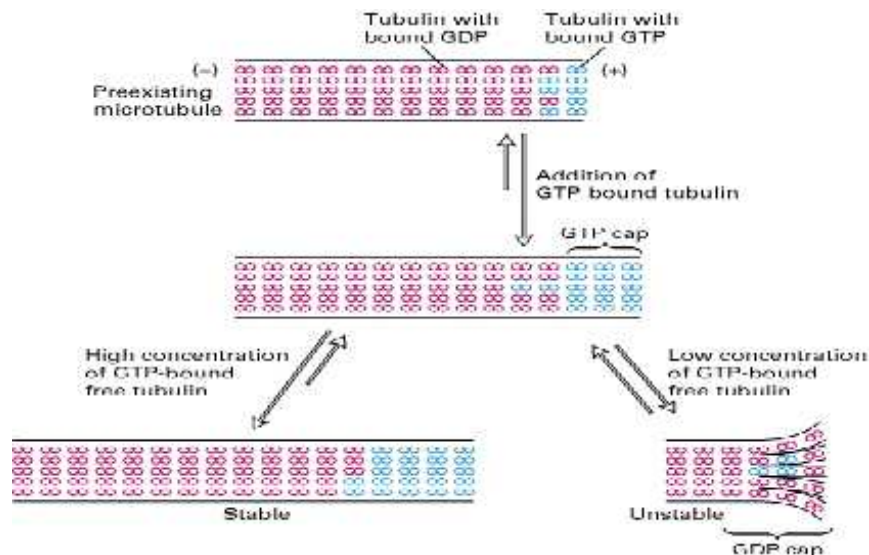 Tubulin with
bound GDP
Tubulin with
bound GTP
(−)
(+)
Preexisting
microtubule
Addition of
GTP bound tubulin
GTP cap
High concentration
of GTP-bound
free tubulin
Low concentration
of GTP-bound
free tubulin
Stable
Unstable
GDP cap